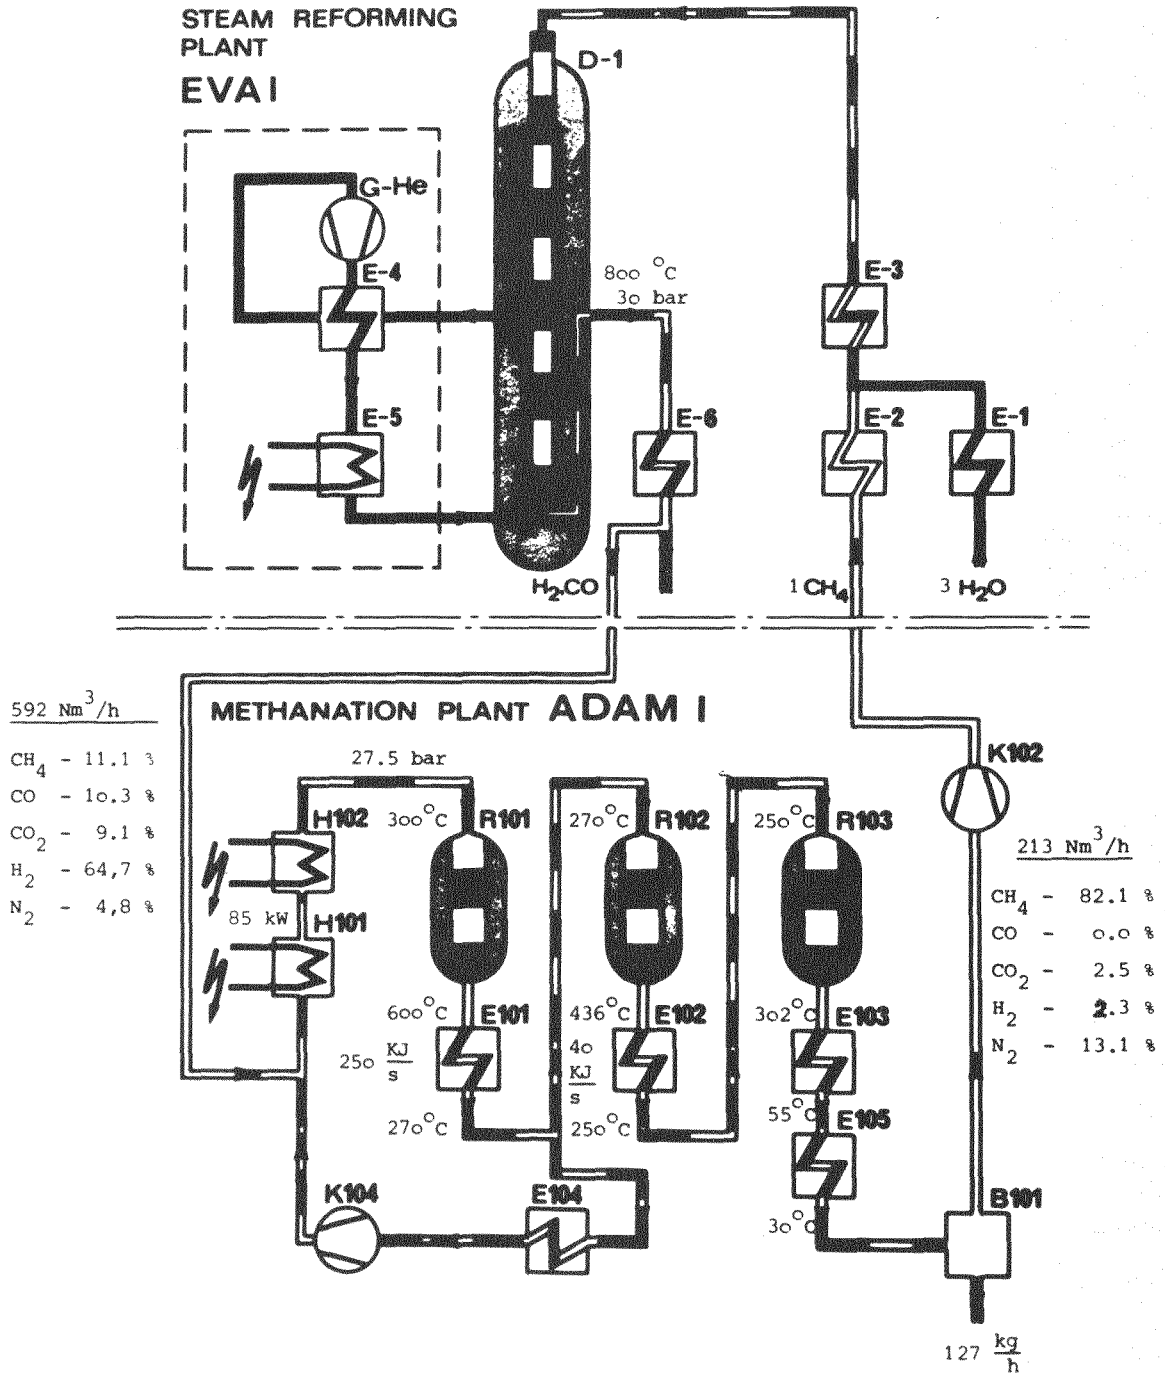 STEAM REFORMING
PLANT
EVA I
D-1
G-He
E-4
800 °C
30 bar
E-3
E-5
E-6
E-2
E-1
H₂.CO
1 CH₄
3 H₂O
592 Nm³/h
METHANATION PLANT ADAM I
CH₄ - 11.1
CO - 10.3 %
CO₂ - 9.1 %
H₂ - 64,7 %
N₂ - 4,8 %
27.5 bar
K102
H102
300°C
R101
270°C
R102
250°C
R103
213 Nm³/h
CH₄ - 82.1 %
CO - 0.0 %
CO₂ - 2.5 %
H₂ - 2.3 %
N₂ - 13.1 %
85 kW
H101
600°C
E101
436°C
E102
302°C
E103
250 KJ/s
40 KJ/s
270°C
250°C
55°C
E105
K104
E104
30°C
B101
127 kg/h